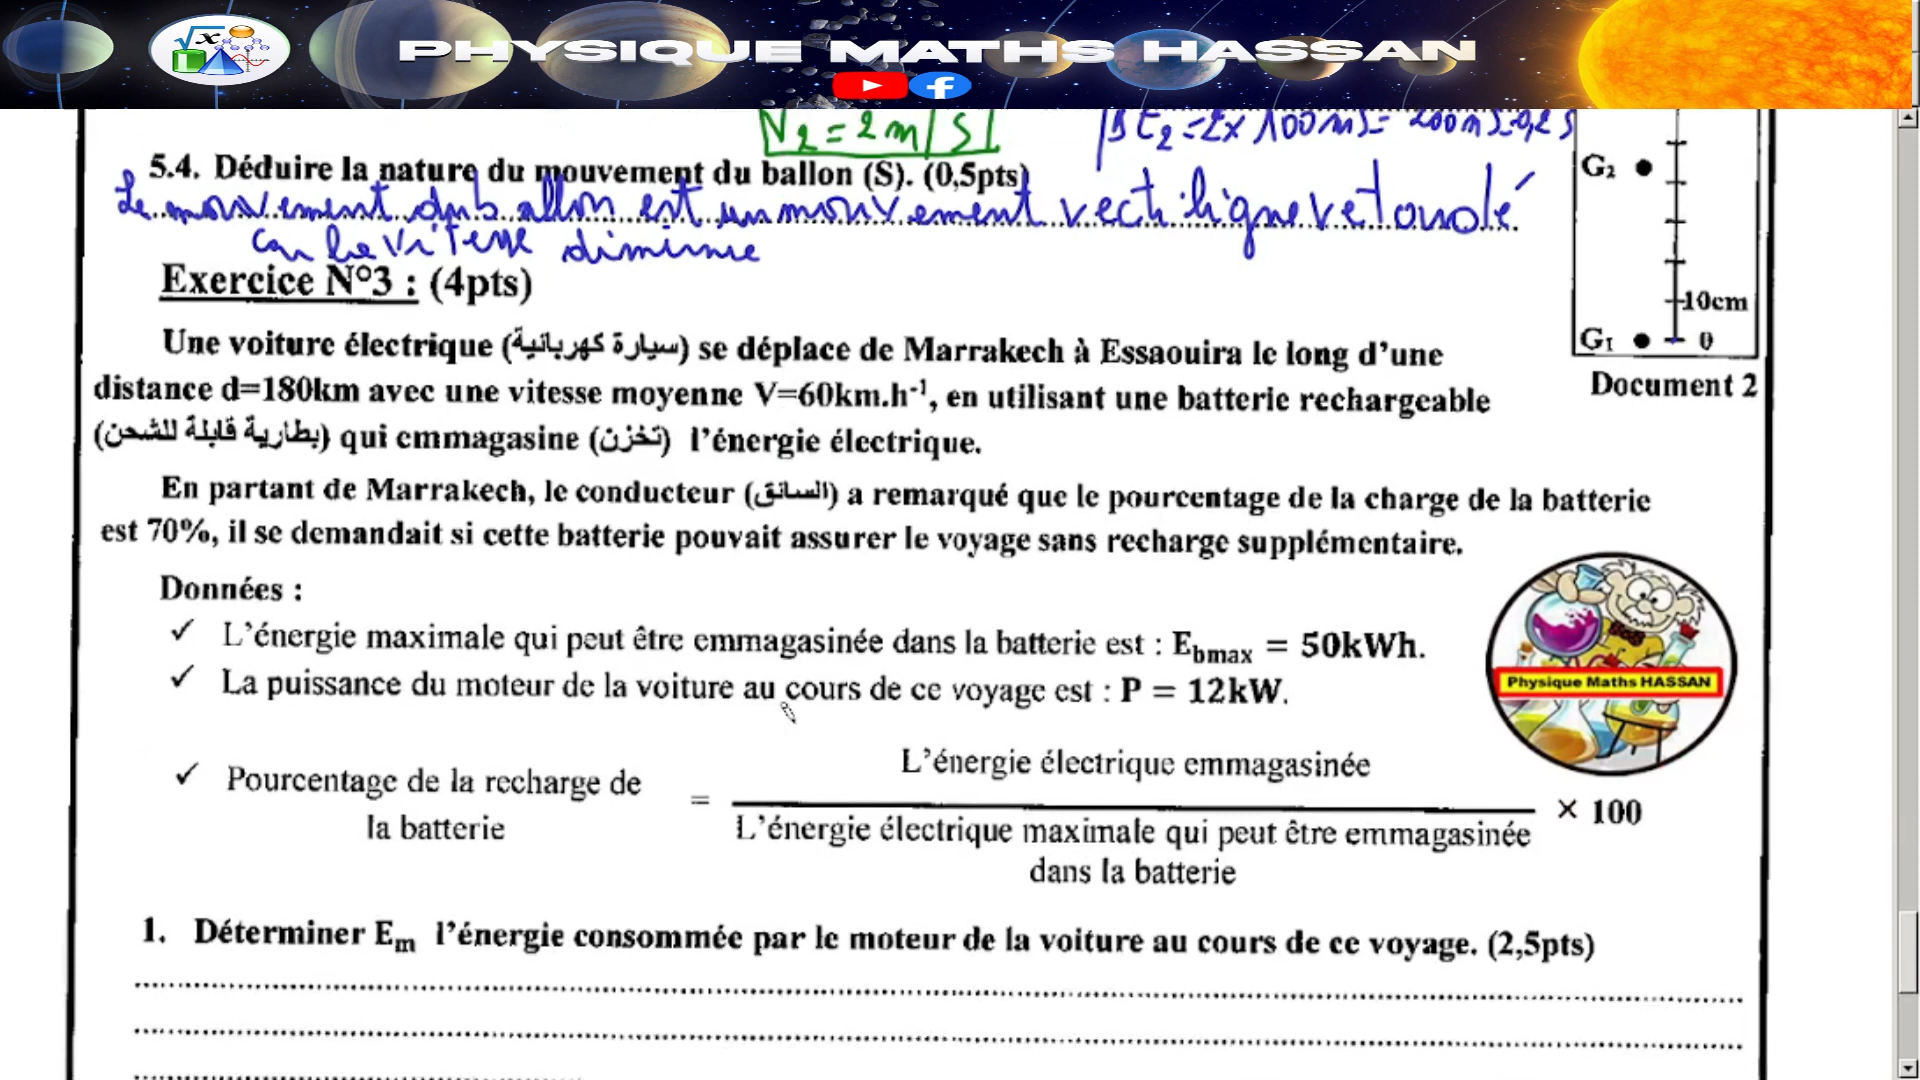 PHYSIQUE MATHS HASSAN
V₂ = 2m/s
Δt₂ = 2x100ms = 200ms=0,2s
5.4. Déduire la nature du mouvement du ballon (S). (0,5pts)
Le mouvement du ballon est un mouvement rectiligne retardé
car la vitesse diminue
G₂
10cm
G₁
0
Document 2
Exercice N°3 : (4pts)
Une voiture électrique (سيارة كهربائية) se déplace de Marrakech à Essaouira le long d’une
distance d=180km avec une vitesse moyenne V=60km.h⁻¹, en utilisant une batterie rechargeable
(بطارية قابلة للشحن) qui emmagasine (تخزن) l’énergie électrique.
En partant de Marrakech, le conducteur (السائق) a remarqué que le pourcentage de la charge de la batterie
est 70%, il se demandait si cette batterie pouvait assurer le voyage sans recharge supplémentaire.
Données :
✓ L’énergie maximale qui peut être emmagasinée dans la batterie est : E_bmax = 50kWh.
✓ La puissance du moteur de la voiture au cours de ce voyage est : P = 12kW.
Physique Maths HASSAN
✓ Pourcentage de la recharge de
la batterie
=
L’énergie électrique emmagasinée
L’énergie électrique maximale qui peut être emmagasinée
dans la batterie
× 100
1. Déterminer E_m l’énergie consommée par le moteur de la voiture au cours de ce voyage. (2,5pts)